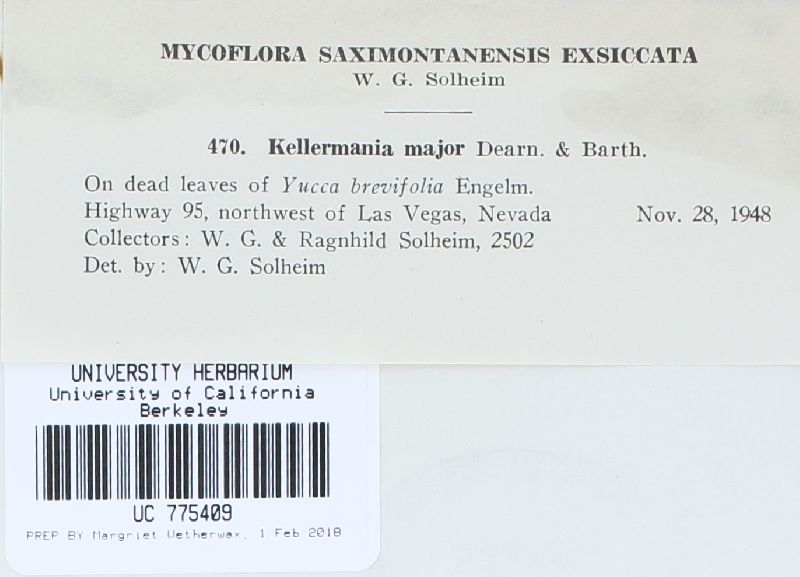 MYCOFLORA SAXIMONTANENSIS EXSICCATA
W. G. Solheim
470. Kellermania major Dearn. & Barth.
On dead leaves of Yucca brevifolia Engelm.
Highway 95, northwest of Las Vegas, Nevada Nov. 28, 1948
Collectors: W. G. & Ragnhild Solheim, 2502
Det. by: W. G. Solheim
UNIVERSITY HERBARIUM
University of California
Berkeley
UC 775409
PREP BY Margriet Wetherwax, 1 Feb 2018